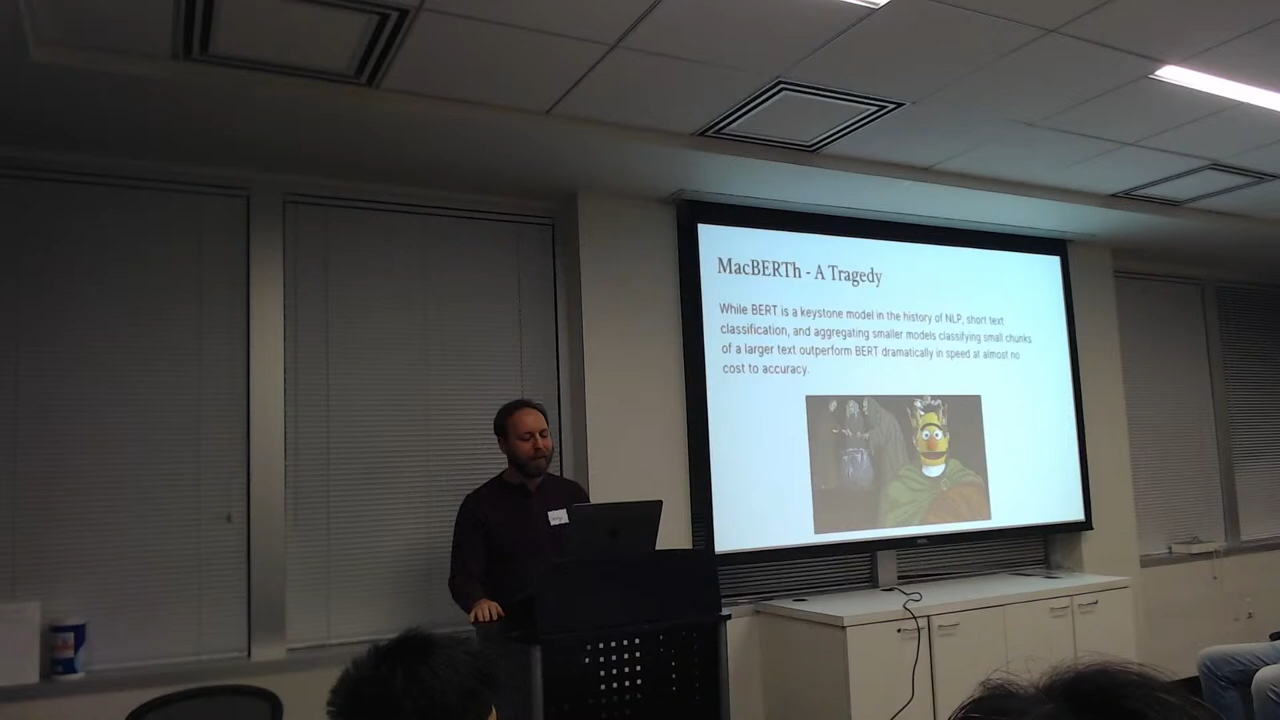 MacBERTh - A Tragedy
While BERT is a keystone model in the history of NLP, short text
classification, and aggregating smaller models classifying small chunks
of a larger text outperform BERT dramatically in speed at almost no
cost to accuracy.